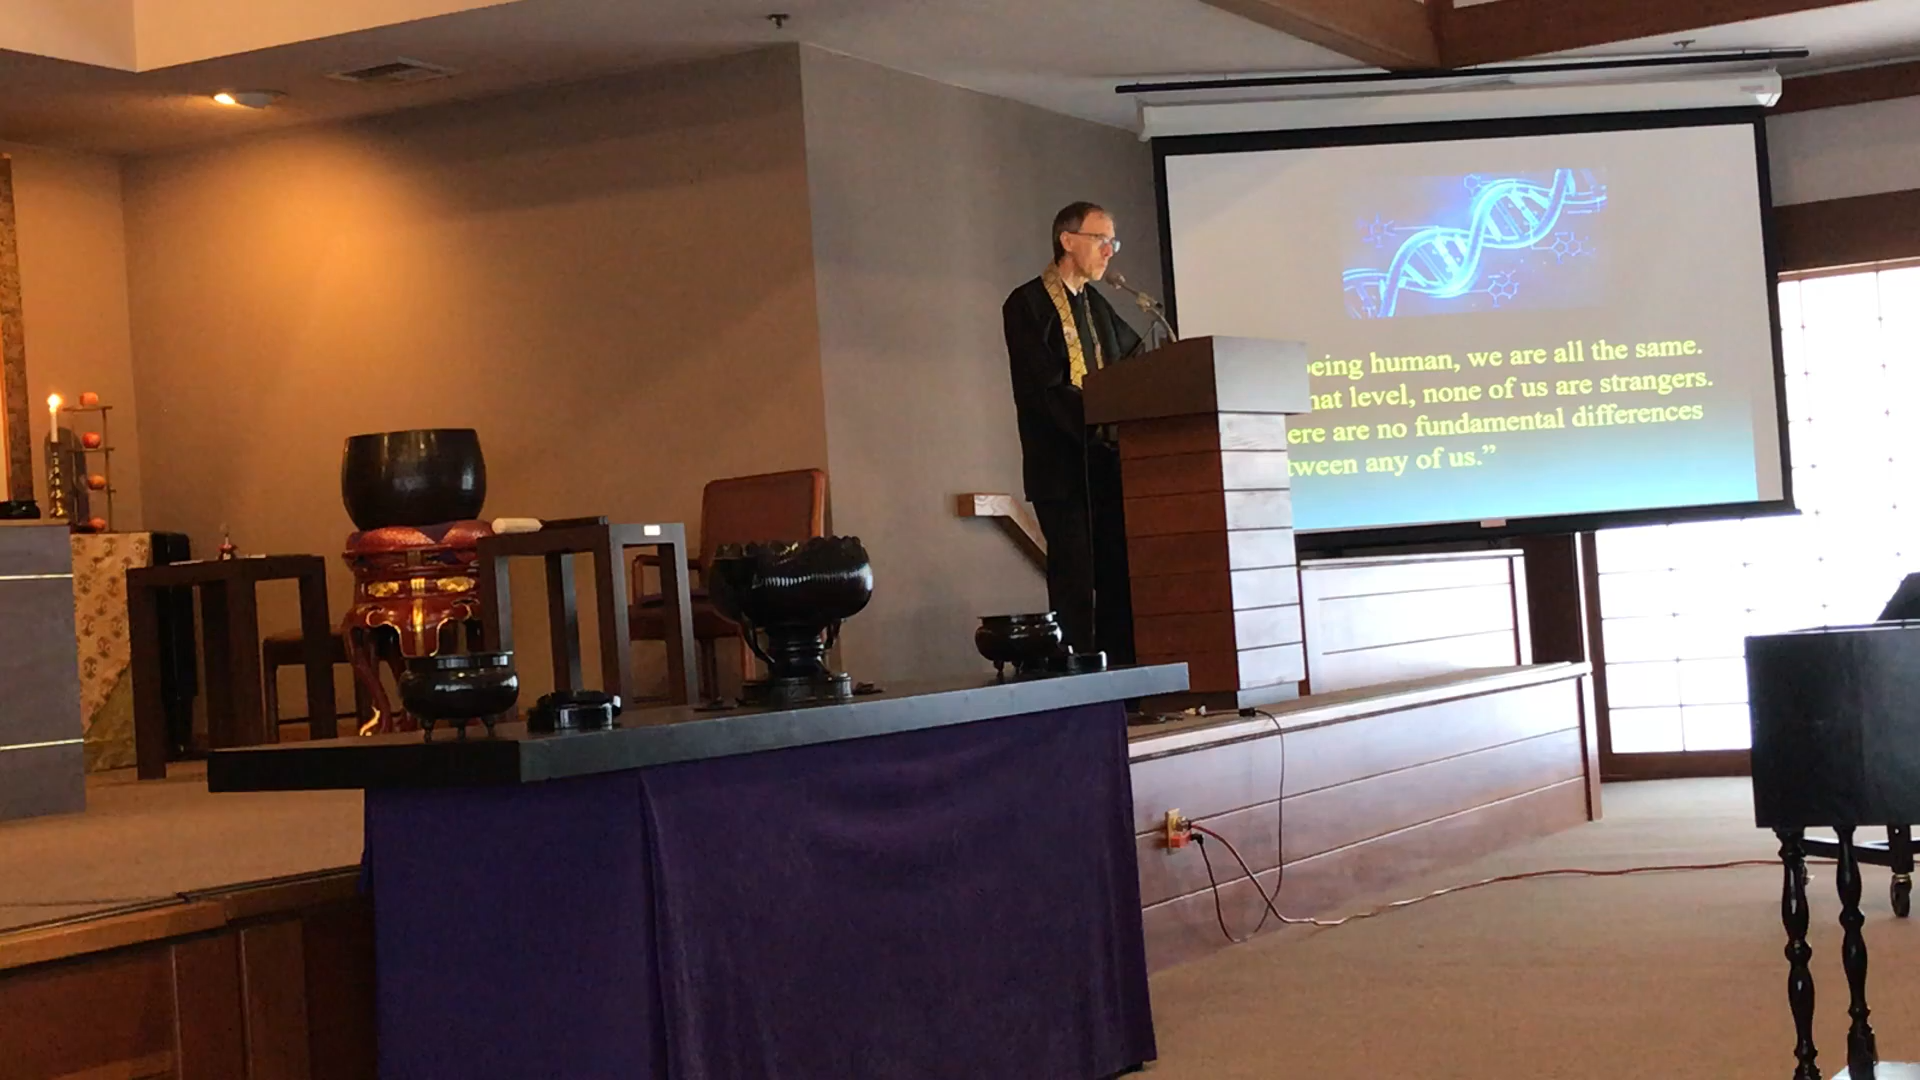 being human, we are all the same.
hat level, none of us are strangers.
ere are no fundamental differences
tween any of us.”